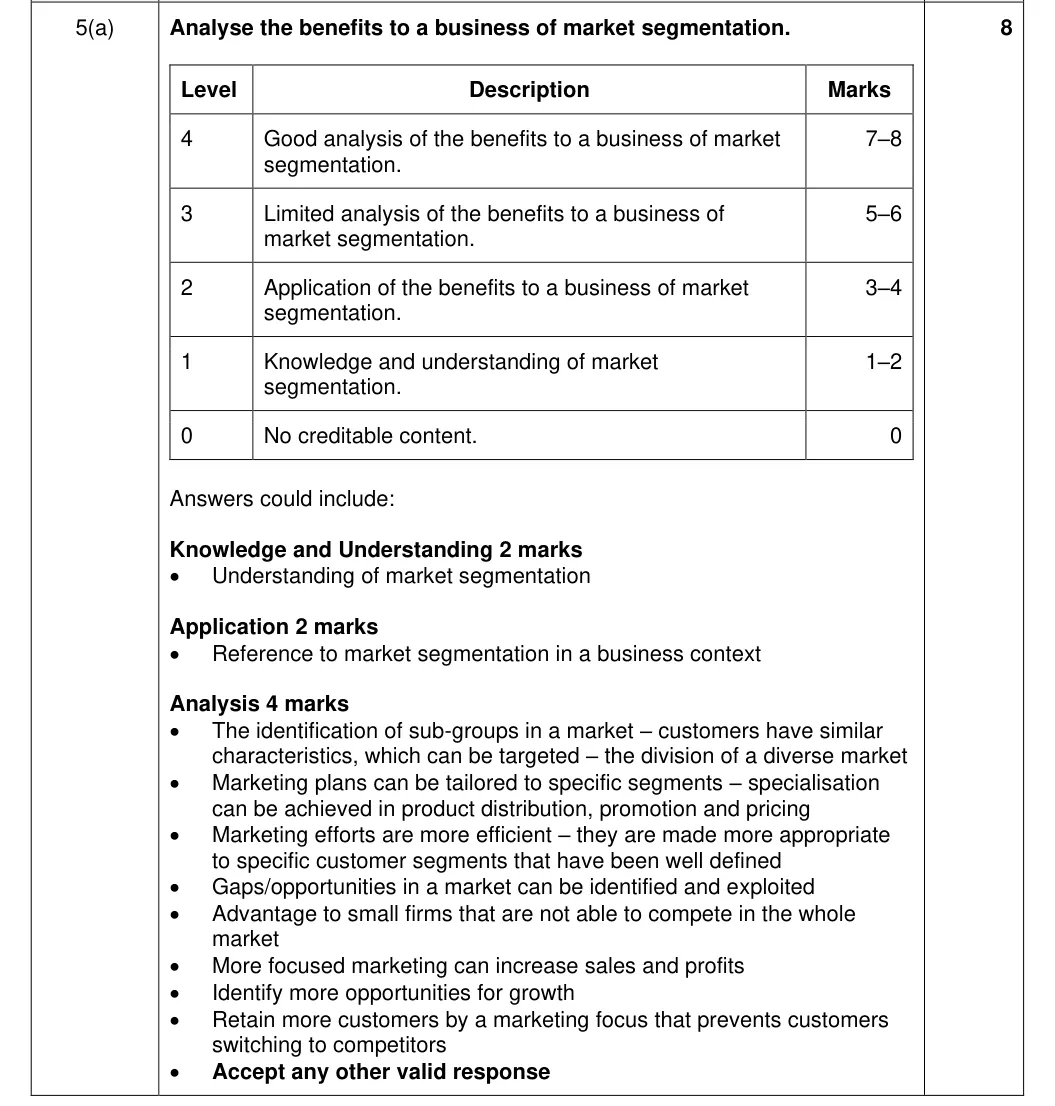 5(a) Analyse the benefits to a business of market segmentation. 8
Level Description Marks
4 Good analysis of the benefits to a business of market 7–8
segmentation.
3 Limited analysis of the benefits to a business of 5–6
market segmentation.
2 Application of the benefits to a business of market 3–4
segmentation.
1 Knowledge and understanding of market 1–2
segmentation.
0 No creditable content. 0
Answers could include:
Knowledge and Understanding 2 marks
• Understanding of market segmentation
Application 2 marks
• Reference to market segmentation in a business context
Analysis 4 marks
• The identification of sub-groups in a market – customers have similar
characteristics, which can be targeted – the division of a diverse market
• Marketing plans can be tailored to specific segments – specialisation
can be achieved in product distribution, promotion and pricing
• Marketing efforts are more efficient – they are made more appropriate
to specific customer segments that have been well defined
• Gaps/opportunities in a market can be identified and exploited
• Advantage to small firms that are not able to compete in the whole
market
• More focused marketing can increase sales and profits
• Identify more opportunities for growth
• Retain more customers by a marketing focus that prevents customers
switching to competitors
• Accept any other valid response